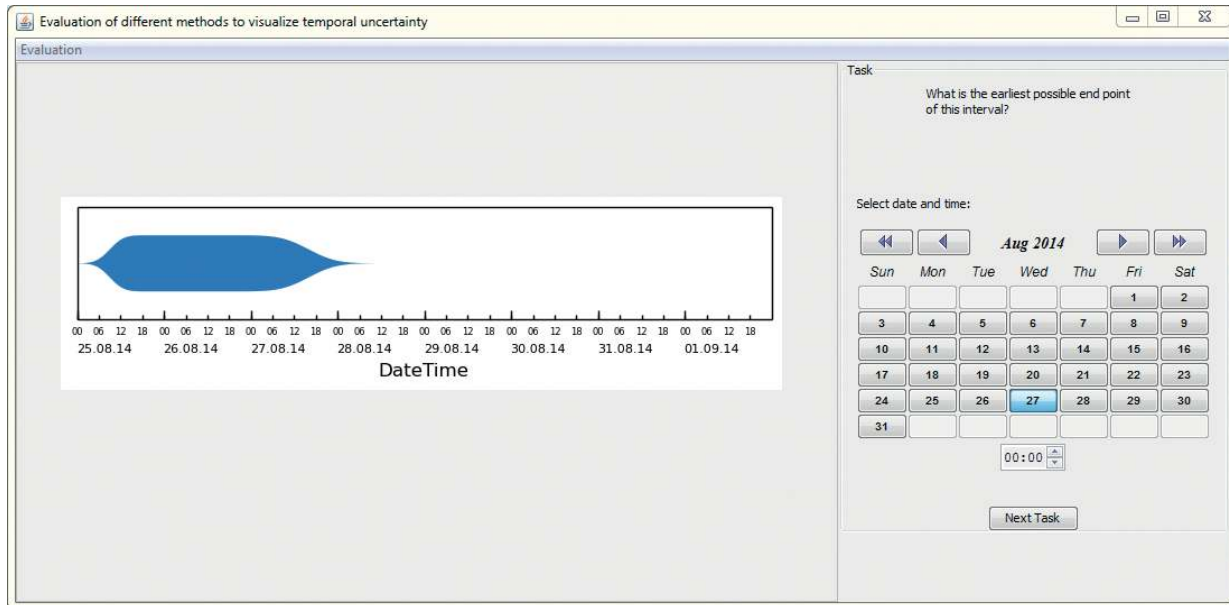 Evaluation of different methods to visualize temporal uncertainty
Evaluation
00 06 12 18 00 06 12 18 00 06 12 18 00 06 12 18 00 06 12 18 00 06 12 18 00 06 12 18 00 06 12 18
25.08.14 26.08.14 27.08.14 28.08.14 29.08.14 30.08.14 31.08.14 01.09.14
DateTime
Task
What is the earliest possible end point
of this interval?
Select date and time:
Aug 2014
Sun Mon Tue Wed Thu Fri Sat
1 2
3 4 5 6 7 8 9
10 11 12 13 14 15 16
17 18 19 20 21 22 23
24 25 26 27 28 29 30
31
00:00
Next Task